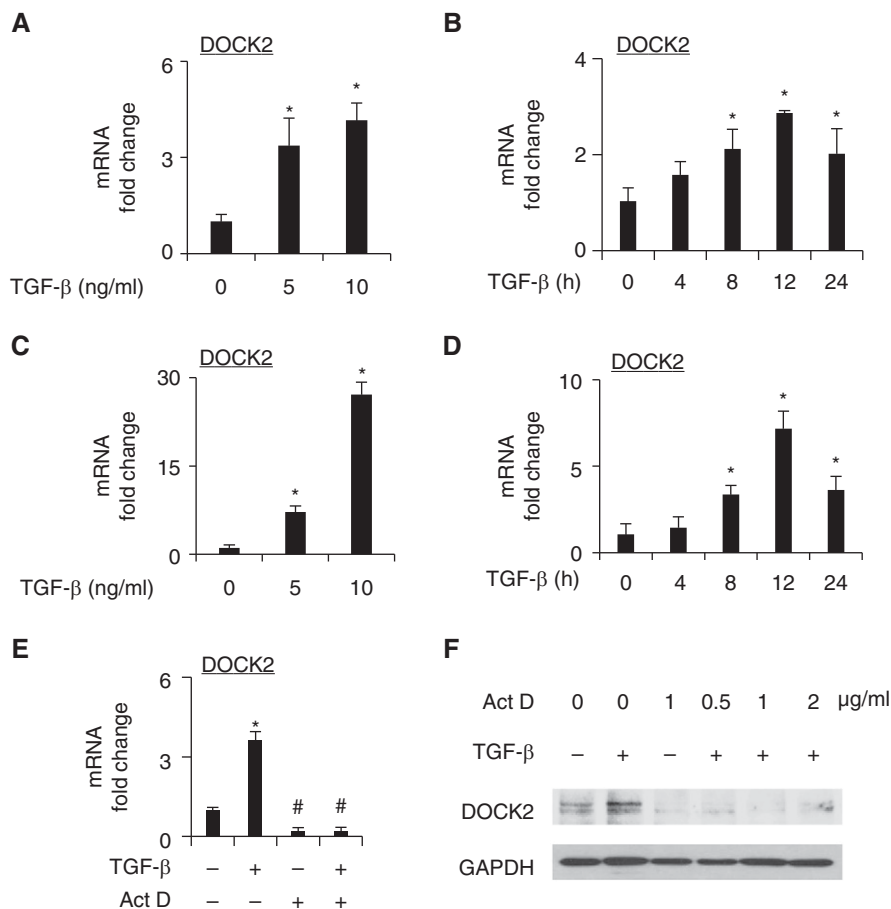 A
DOCK2
mRNA
fold change
6
3
0
*
*
TGF-β (ng/ml)
0 5 10
B
DOCK2
mRNA
fold change
4
2
0
*
*
*
TGF-β (h)
0 4 8 12 24
C
DOCK2
mRNA
fold change
30
15
0
*
*
TGF-β (ng/ml)
0 5 10
D
DOCK2
mRNA
fold change
10
5
0
*
*
*
TGF-β (h)
0 4 8 12 24
E
DOCK2
mRNA
fold change
6
3
0
*
# #
TGF-β – + – +
Act D – – + +
F
Act D 0 0 1 0.5 1 2 μg/ml
TGF-β – + – + + +
DOCK2
GAPDH